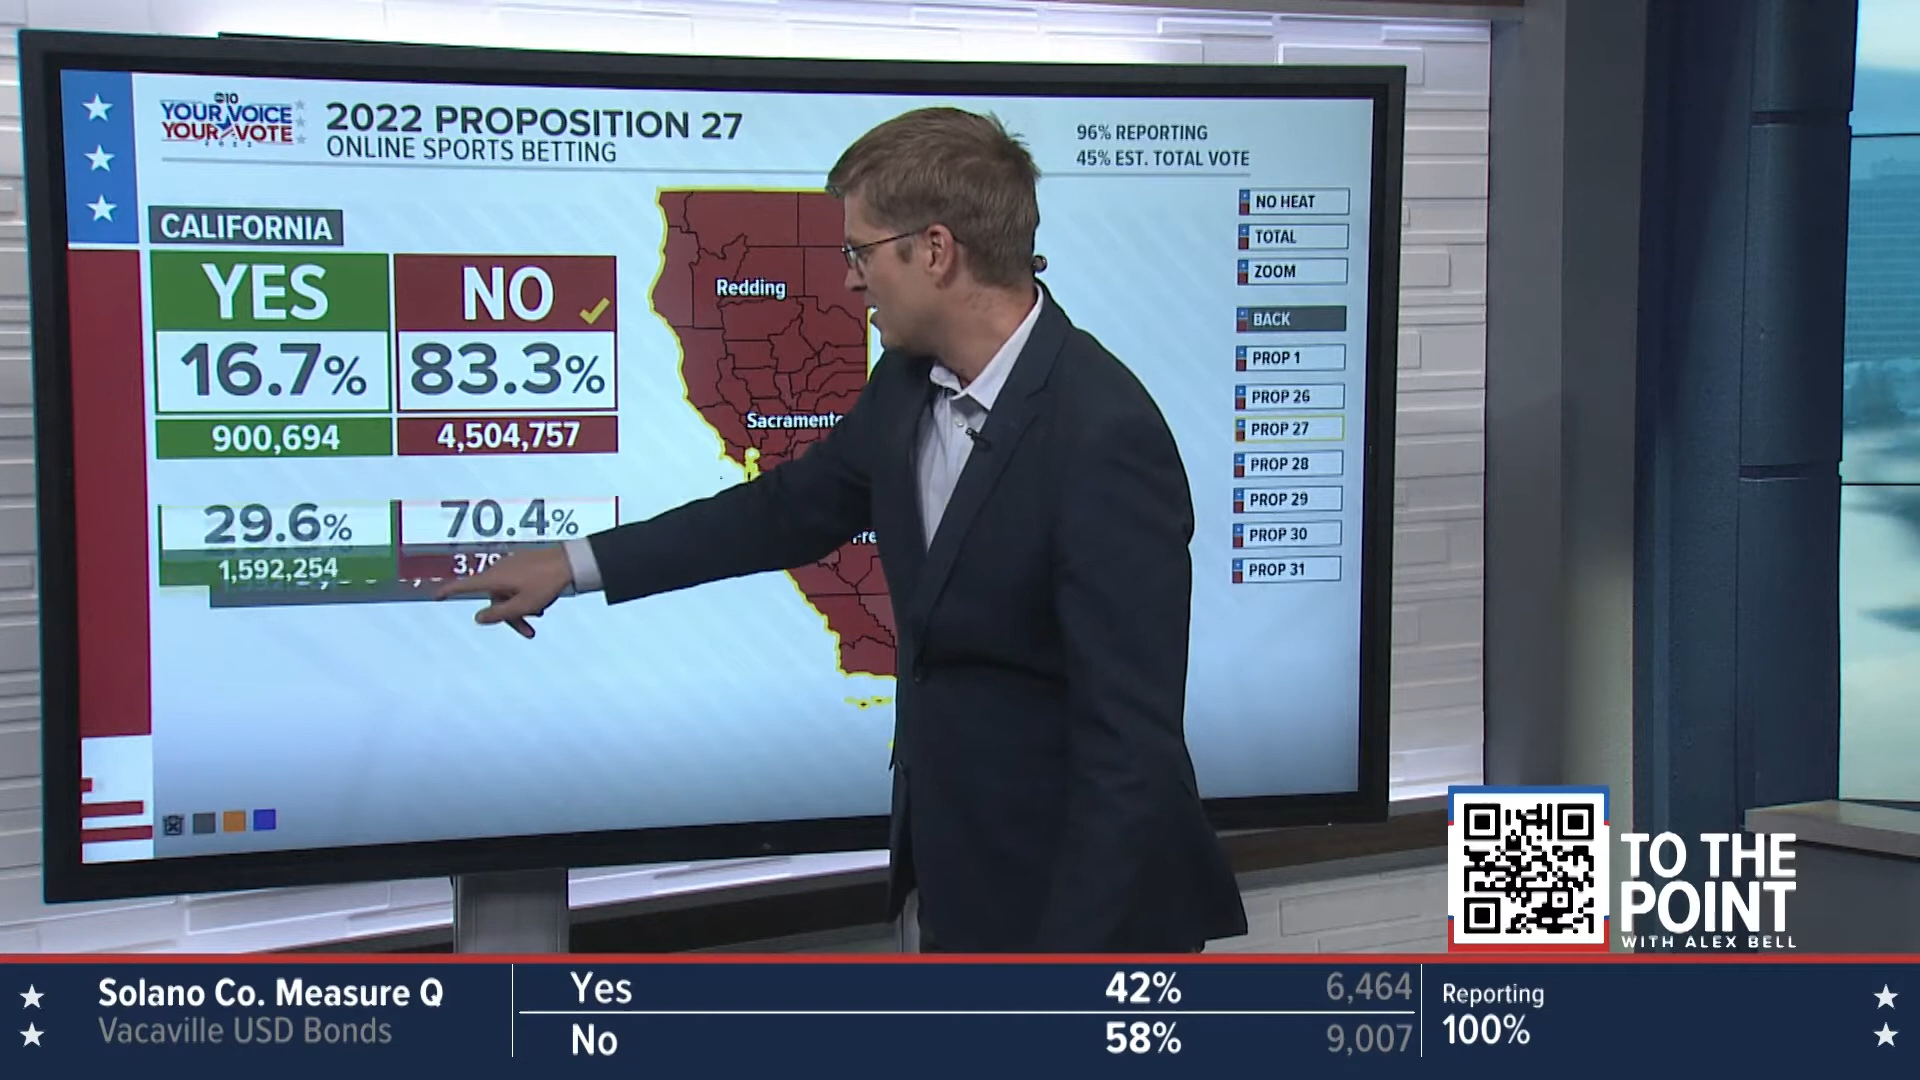 10
YOUR VOICE
YOUR VOTE
2022
2022 PROPOSITION 27
ONLINE SPORTS BETTING
96% REPORTING
45% EST. TOTAL VOTE
CALIFORNIA
YES
NO
16.7%
83.3%
900,694
4,504,757
29.6%
70.4%
1,592,254
Redding
NO HEAT
TOTAL
ZOOM
BACK
PROP 1
PROP 26
PROP 27
PROP 28
PROP 29
PROP 30
PROP 31
TO THE
POINT
WITH ALEX BELL
Solano Co. Measure Q
Vacaville USD Bonds
Yes 42% 6,464
No 58% 9,007
Reporting
100%